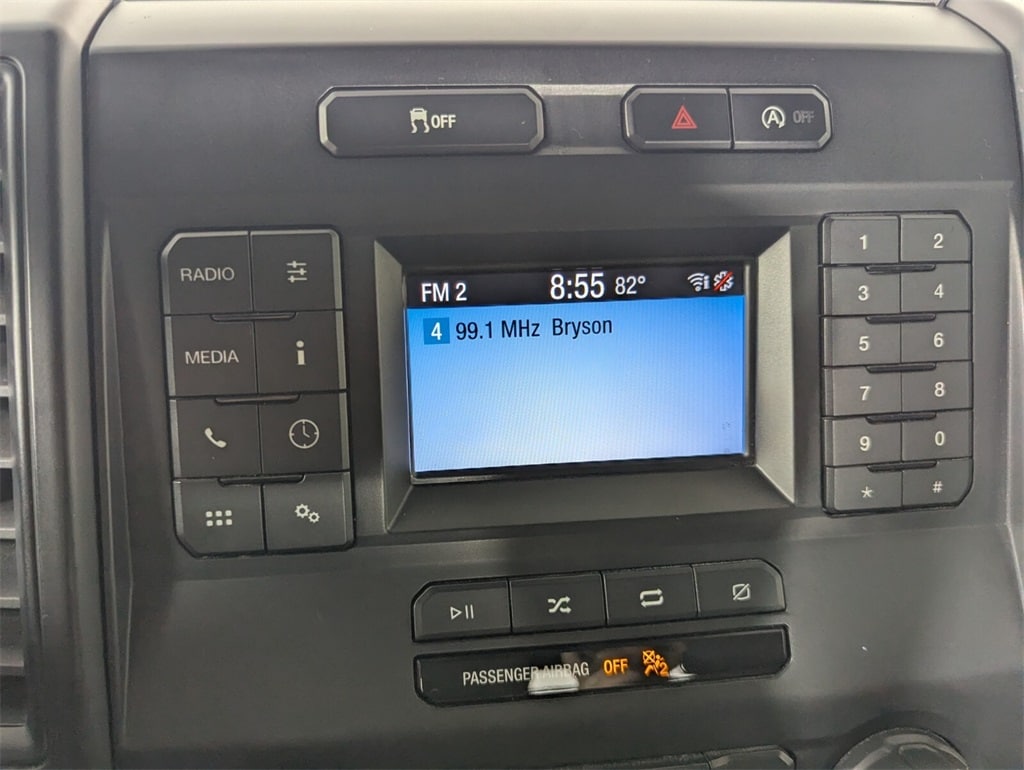 OFF
A OFF
RADIO
MEDIA
i
FM 2 8:55 82°
4 99.1 MHz Bryson
1 2
3 4
5 6
7 8
9 0
* #
PASSENGER AIRBAG OFF 2